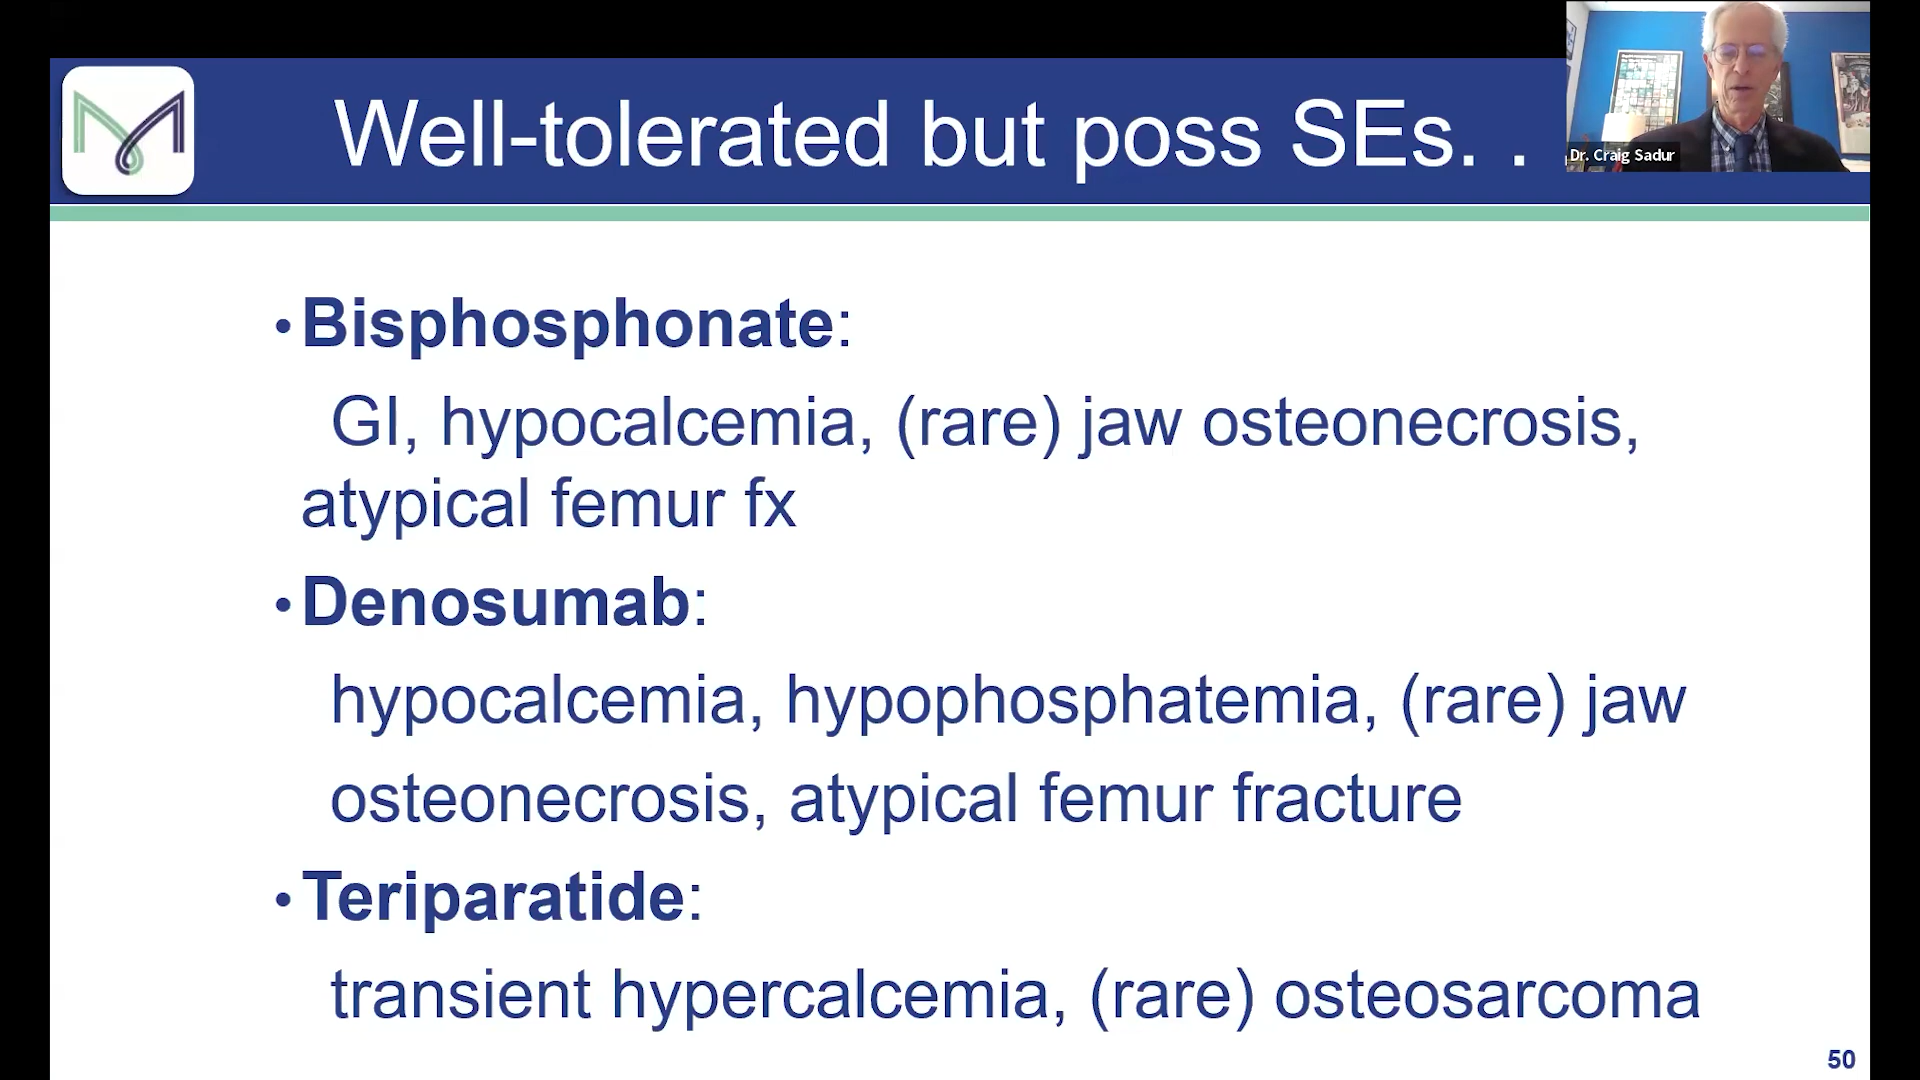 Well-tolerated but poss SEs. .
Dr. Craig Sadur
• Bisphosphonate:
GI, hypocalcemia, (rare) jaw osteonecrosis,
atypical femur fx
• Denosumab:
hypocalcemia, hypophosphatemia, (rare) jaw
osteonecrosis, atypical femur fracture
• Teriparatide:
transient hypercalcemia, (rare) osteosarcoma
50